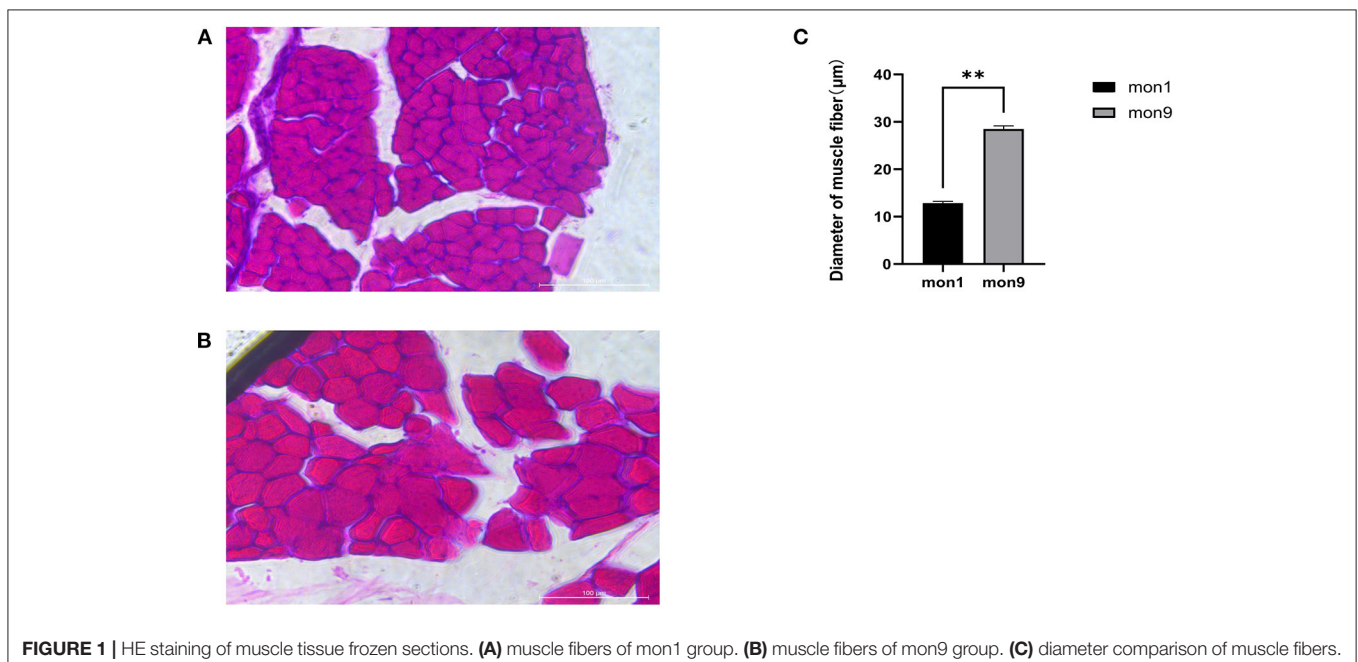 A
100 µm
B
100 µm
C
Diameter of muscle fiber (µm)
40
30
20
10
0
**
mon1 mon9
mon1
mon9
FIGURE 1 | HE staining of muscle tissue frozen sections. (A) muscle fibers of mon1 group. (B) muscle fibers of mon9 group. (C) diameter comparison of muscle fibers.